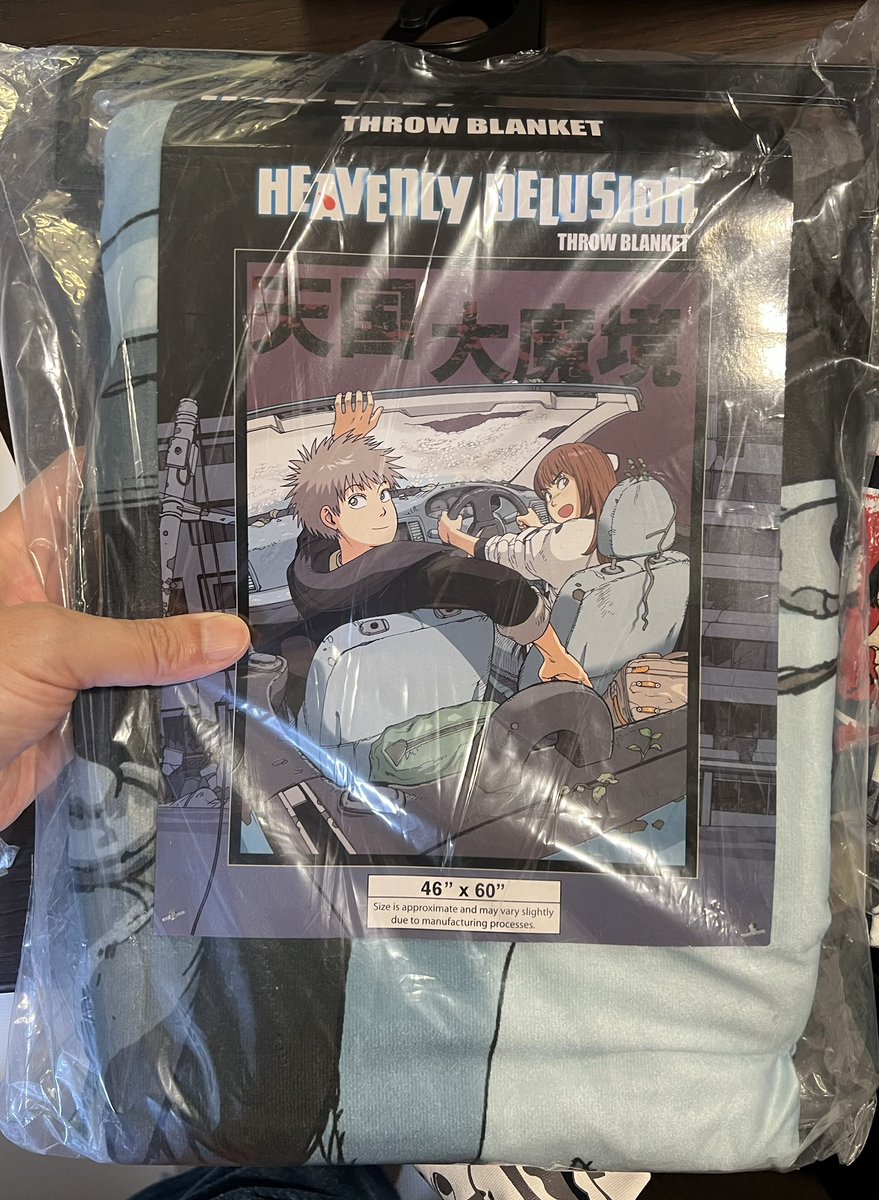 THROW BLANKET
HEAVENLY DELUSION
THROW BLANKET
天国大魔境
46” x 60”
Size is approximate and may vary slightly
due to manufacturing processes.